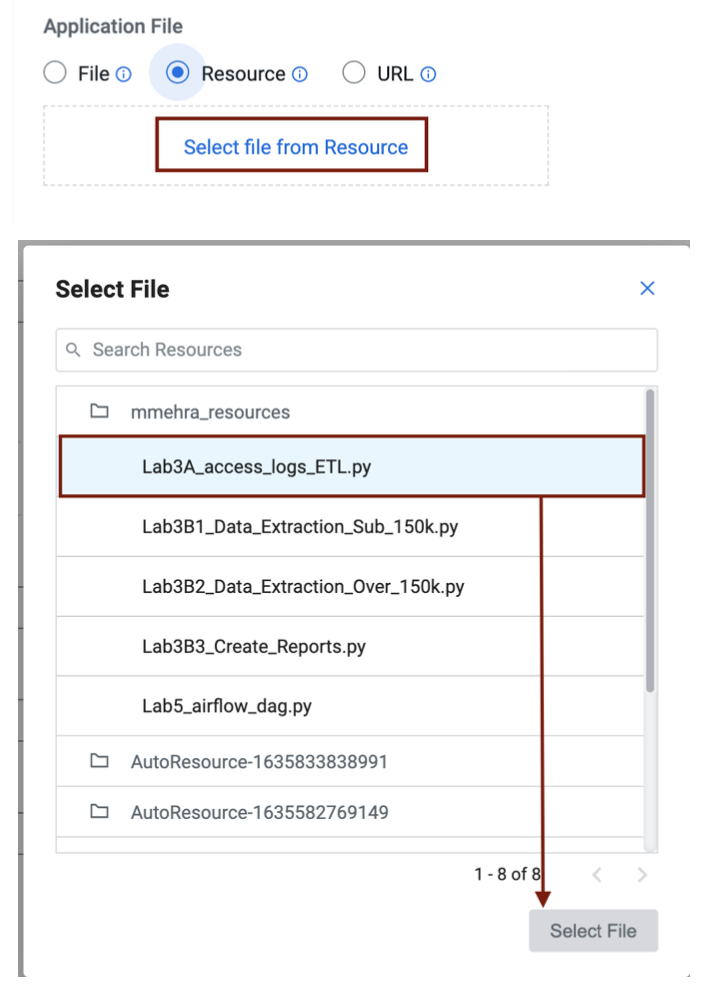 Application File
File Resource URL
Select file from Resource
Select File
Search Resources
mmehra_resources
Lab3A_access_logs_ETL.py
Lab3B1_Data_Extraction_Sub_150k.py
Lab3B2_Data_Extraction_Over_150k.py
Lab3B3_Create_Reports.py
Lab5_airflow_dag.py
AutoResource-1635833838991
AutoResource-1635582769149
1 - 8 of 8
Select File